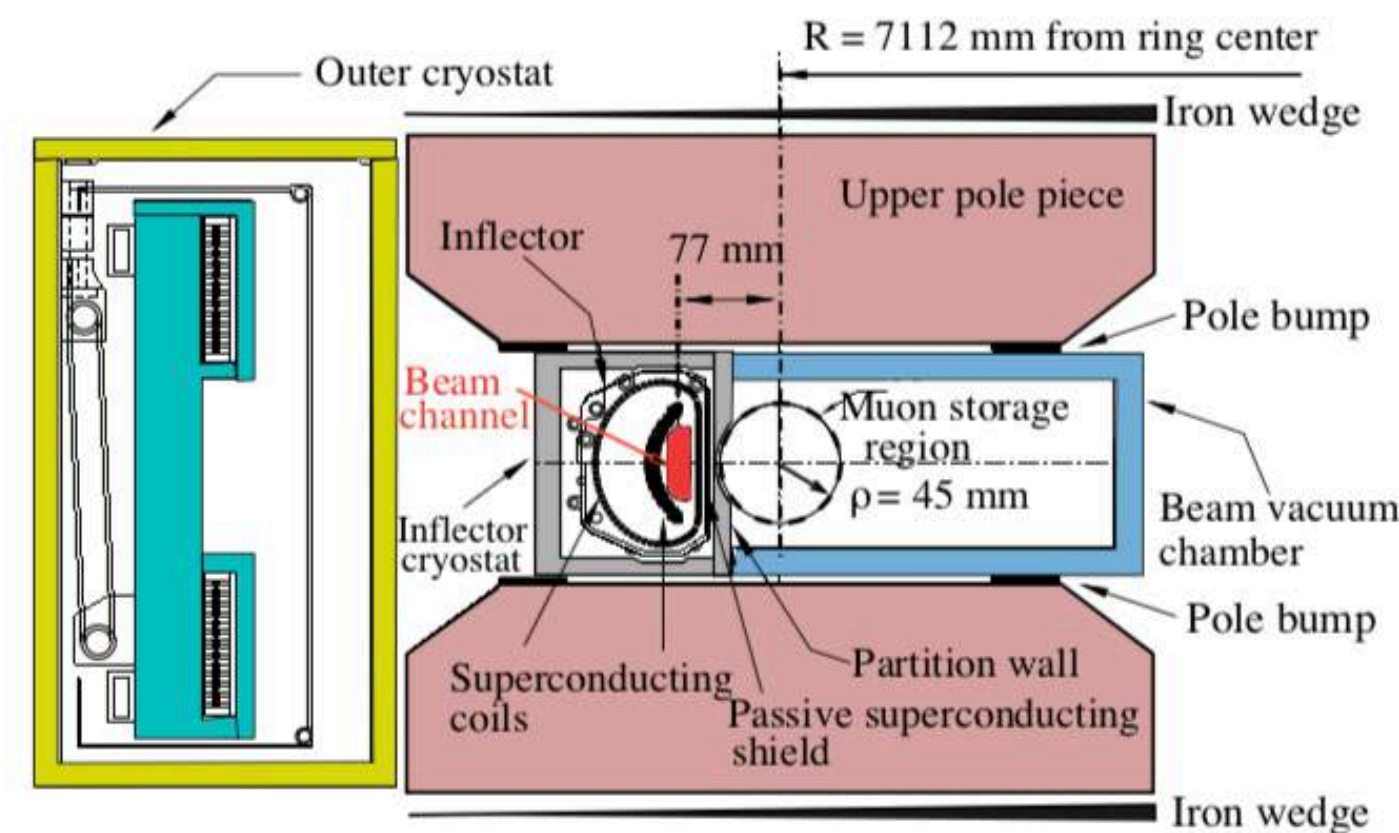 R = 7112 mm from ring center
Outer cryostat
Iron wedge
Upper pole piece
Inflector
77 mm
Pole bump
Beam
channel
Muon storage
region
ρ = 45 mm
Inflector
cryostat
Beam vacuum
chamber
Pole bump
Superconducting
coils
Partition wall
Passive superconducting
shield
Iron wedge